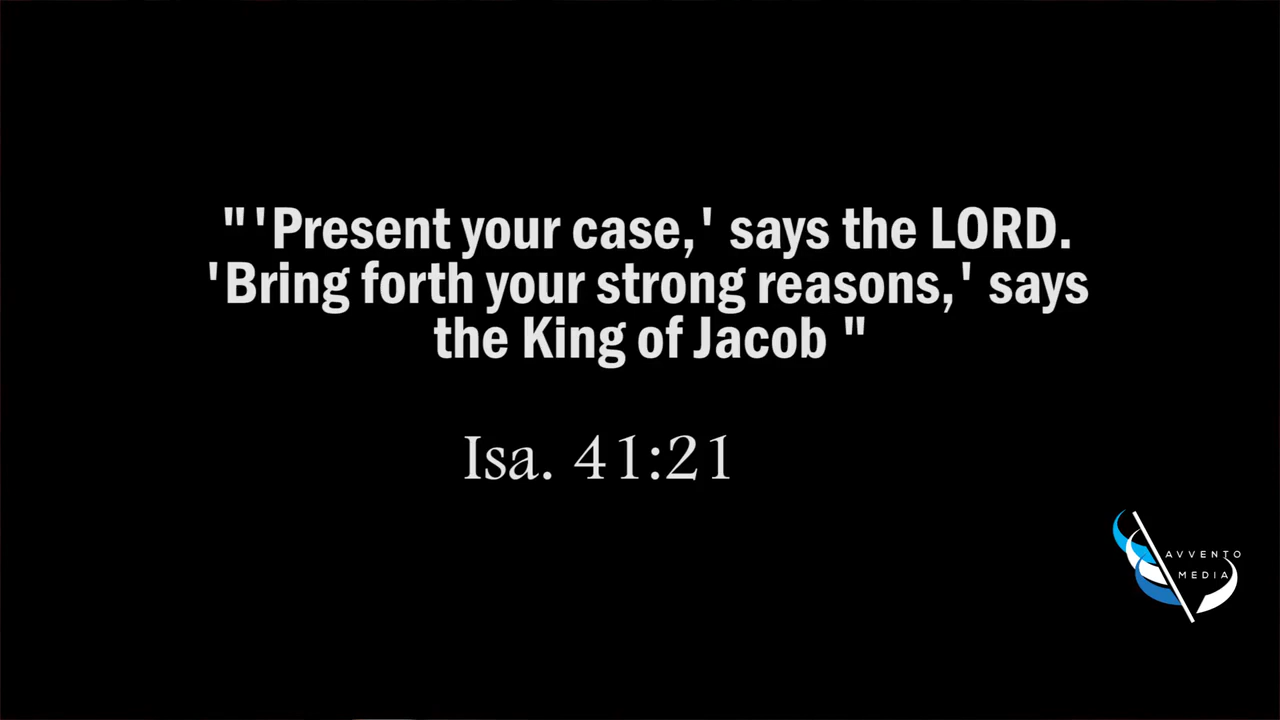 "'Present your case,' says the LORD.
'Bring forth your strong reasons,' says
the King of Jacob "
Isa. 41:21
AVVENTO
MEDIA